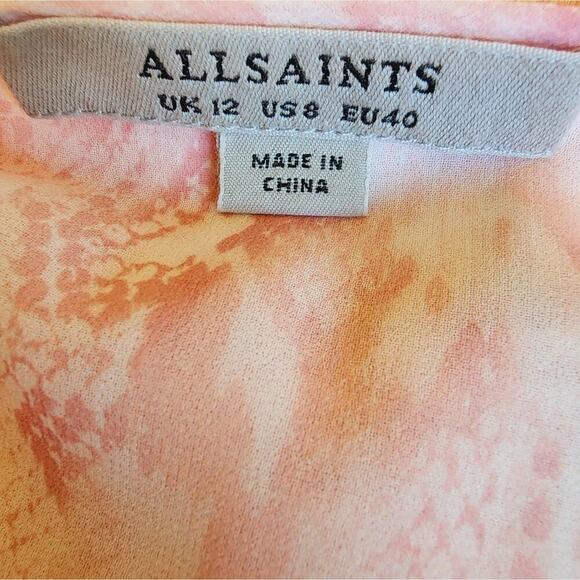 ALLSAINTS
UK 12 US 8 EU 40
MADE IN
CHINA